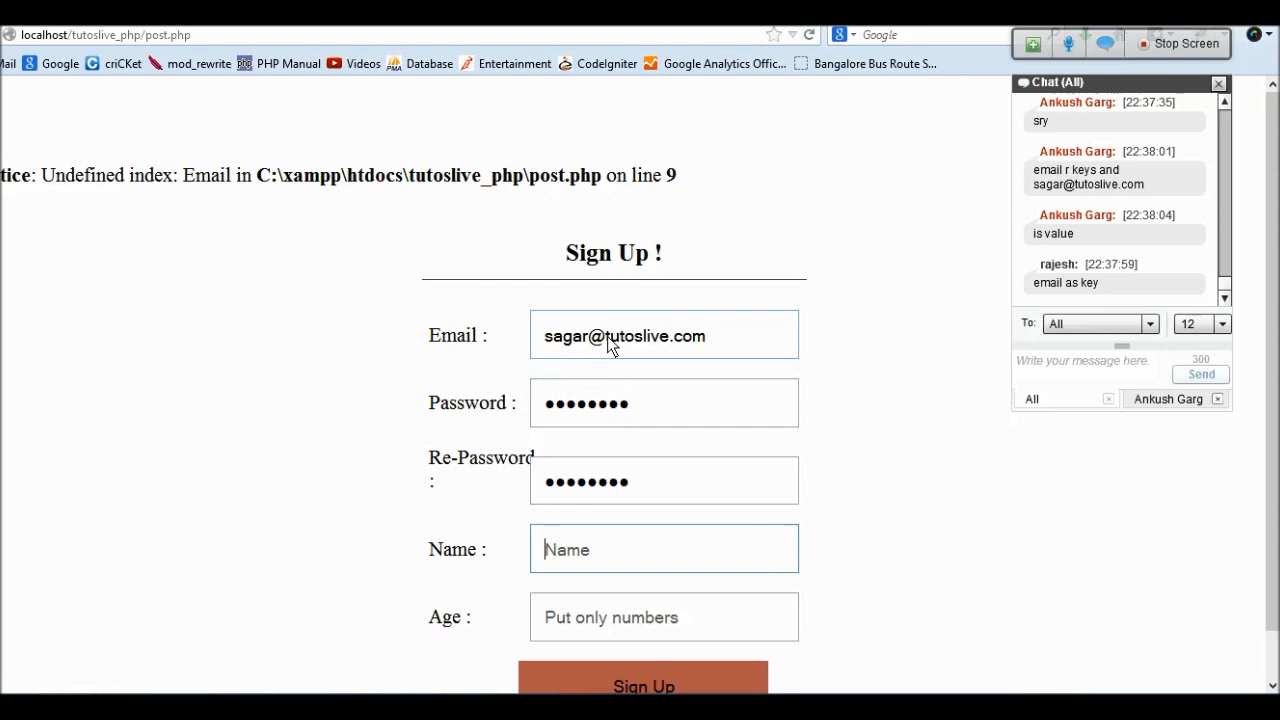 localhost/tutoslive_php/post.php
Google
Stop Screen
Mail Google criCKet mod_rewrite PHP Manual Videos Database Entertainment CodeIgniter Google Analytics Offic... Bangalore Bus Route S...
tice: Undefined index: Email in C:\xampp\htdocs\tutoslive_php\post.php on line 9
Sign Up !
Email :
sagar@tutoslive.com
Password :
Re-Password
:
Name :
Name
Age :
Put only numbers
Sign Up
Chat (All)
Ankush Garg: [22:37:35]
sry
Ankush Garg: [22:38:01]
email r keys and
sagar@tutoslive.com
Ankush Garg: [22:38:04]
is value
rajesh: [22:37:59]
email as key
To: All 12
Write your message here. 300
Send
All Ankush Garg